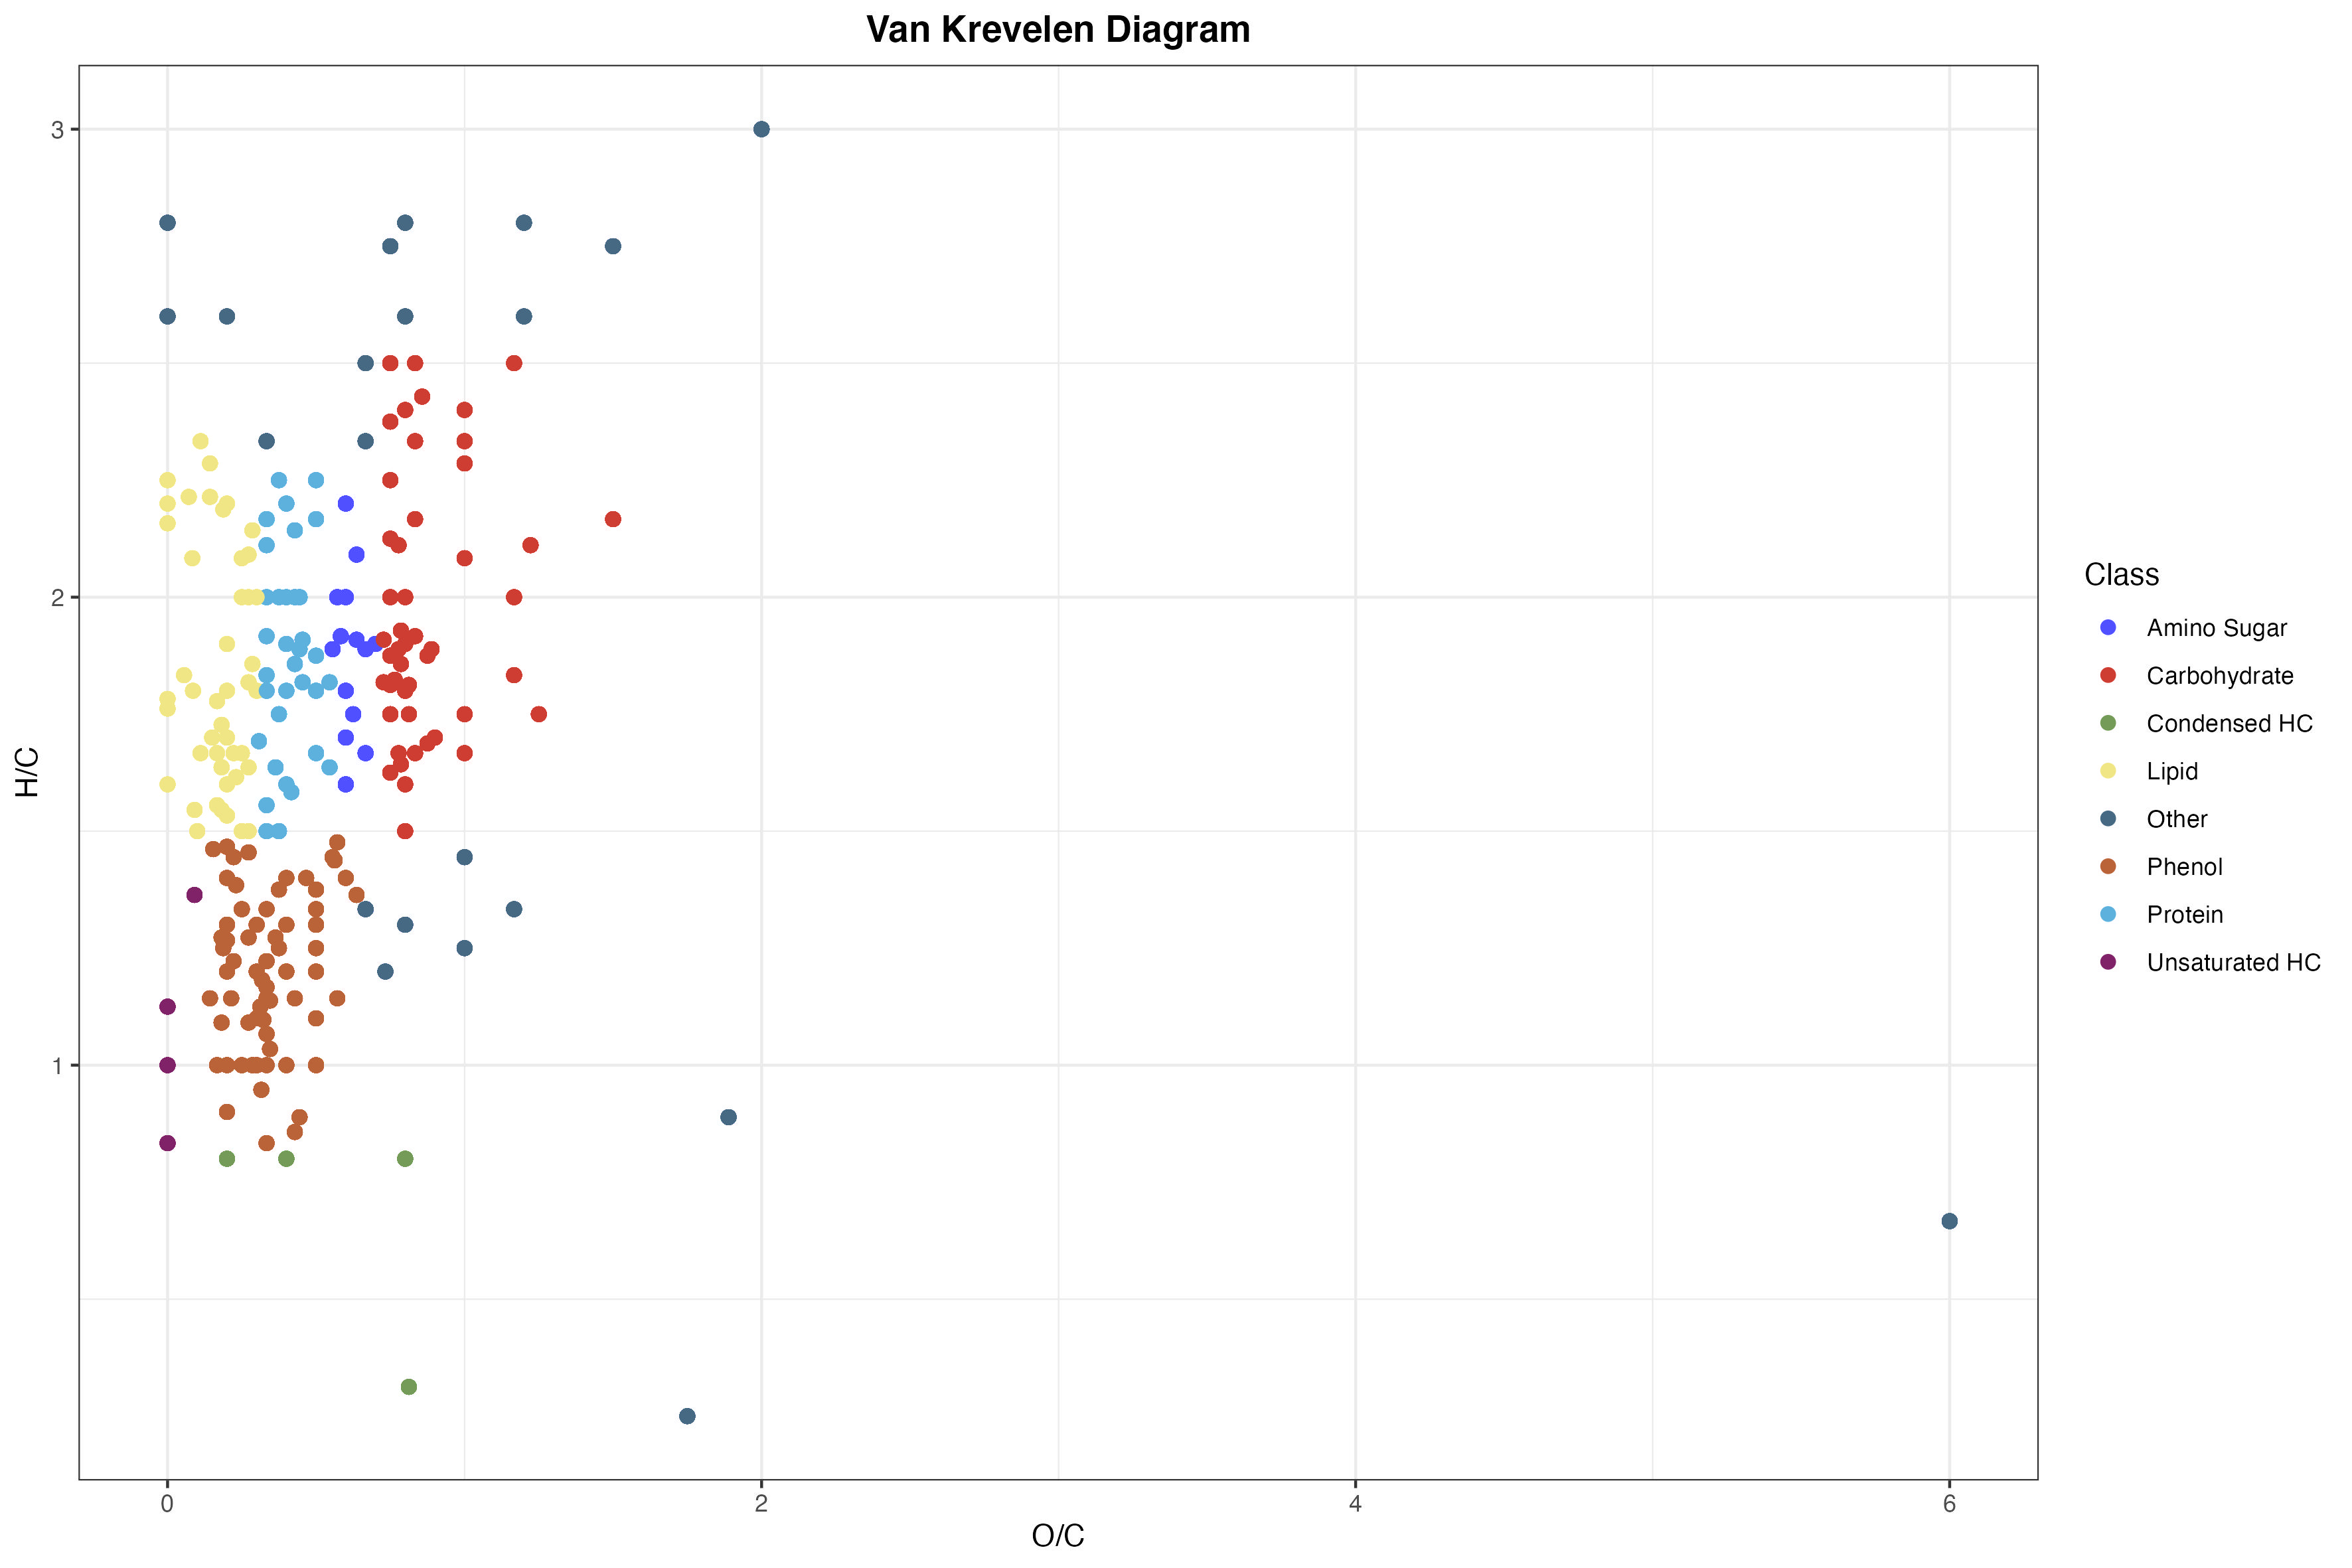 Van Krevelen Diagram
3
2
1
H/C
0
2
4
6
O/C
Class
Amino Sugar
Carbohydrate
Condensed HC
Lipid
Other
Phenol
Protein
Unsaturated HC